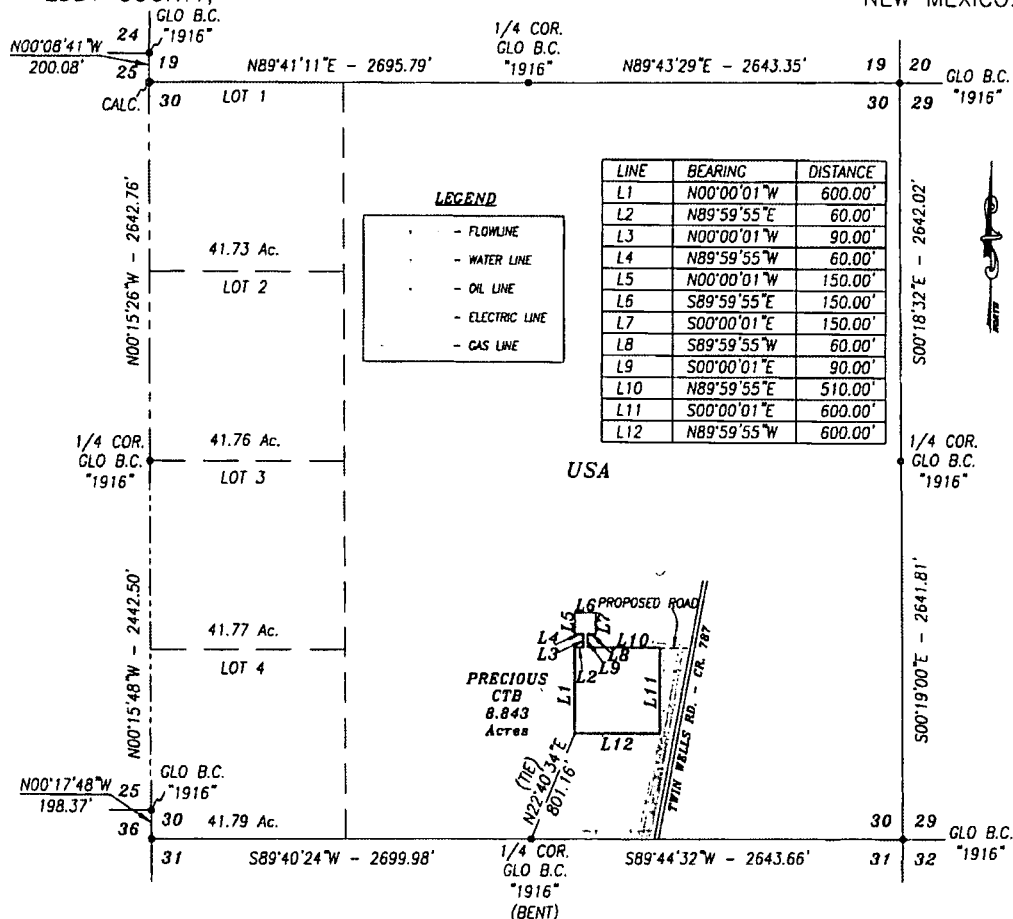 EDDY COUNTY,
NEW MEXICO.
GLO B.C.
"1916"
24
N00°08'41"W
200.08'
25
19
CALC.
30
LOT 1
N89°41'11"E - 2695.79'
1/4 COR.
GLO B.C.
"1916"
N89°43'29"E - 2643.35'
19
20
GLO B.C.
"1916"
30
29
N00°15'26"W - 2642.76'
LEGEND
- FLOWLINE
- WATER LINE
- OIL LINE
- ELECTRIC LINE
- GAS LINE
LINE BEARING DISTANCE
L1 N00°00'01"W 600.00'
L2 N89°59'55"E 60.00'
L3 N00°00'01"W 90.00'
L4 N89°59'55"W 60.00'
L5 N00°00'01"W 150.00'
L6 S89°59'55"E 150.00'
L7 S00°00'01"E 150.00'
L8 S89°59'55"W 60.00'
L9 S00°00'01"E 90.00'
L10 N89°59'55"E 510.00'
L11 S00°00'01"E 600.00'
L12 N89°59'55"W 600.00'
S00°18'32"E - 2642.02'
NORTH
41.73 Ac.
LOT 2
1/4 COR.
GLO B.C.
"1916"
41.76 Ac.
LOT 3
USA
1/4 COR.
GLO B.C.
"1916"
N00°15'48"W - 2442.50'
41.77 Ac.
LOT 4
L6
PROPOSED ROAD
L5
L7
L4
L10
L3
L8
L2
L9
PRECIOUS
CTB
8.843
Acres
L1
L11
L12
TWIN WELLS RD. - CR. 787
(TIE)
N22°40'34"E
801.16'
S00°19'00"E - 2641.81'
N00°17'48"W
198.37'
25
GLO B.C.
"1916"
36
30
41.79 Ac.
31
S89°40'24"W - 2699.98'
1/4 COR.
GLO B.C.
"1916"
(BENT)
S89°44'32"W - 2643.66'
30
29
GLO B.C.
"1916"
31
32